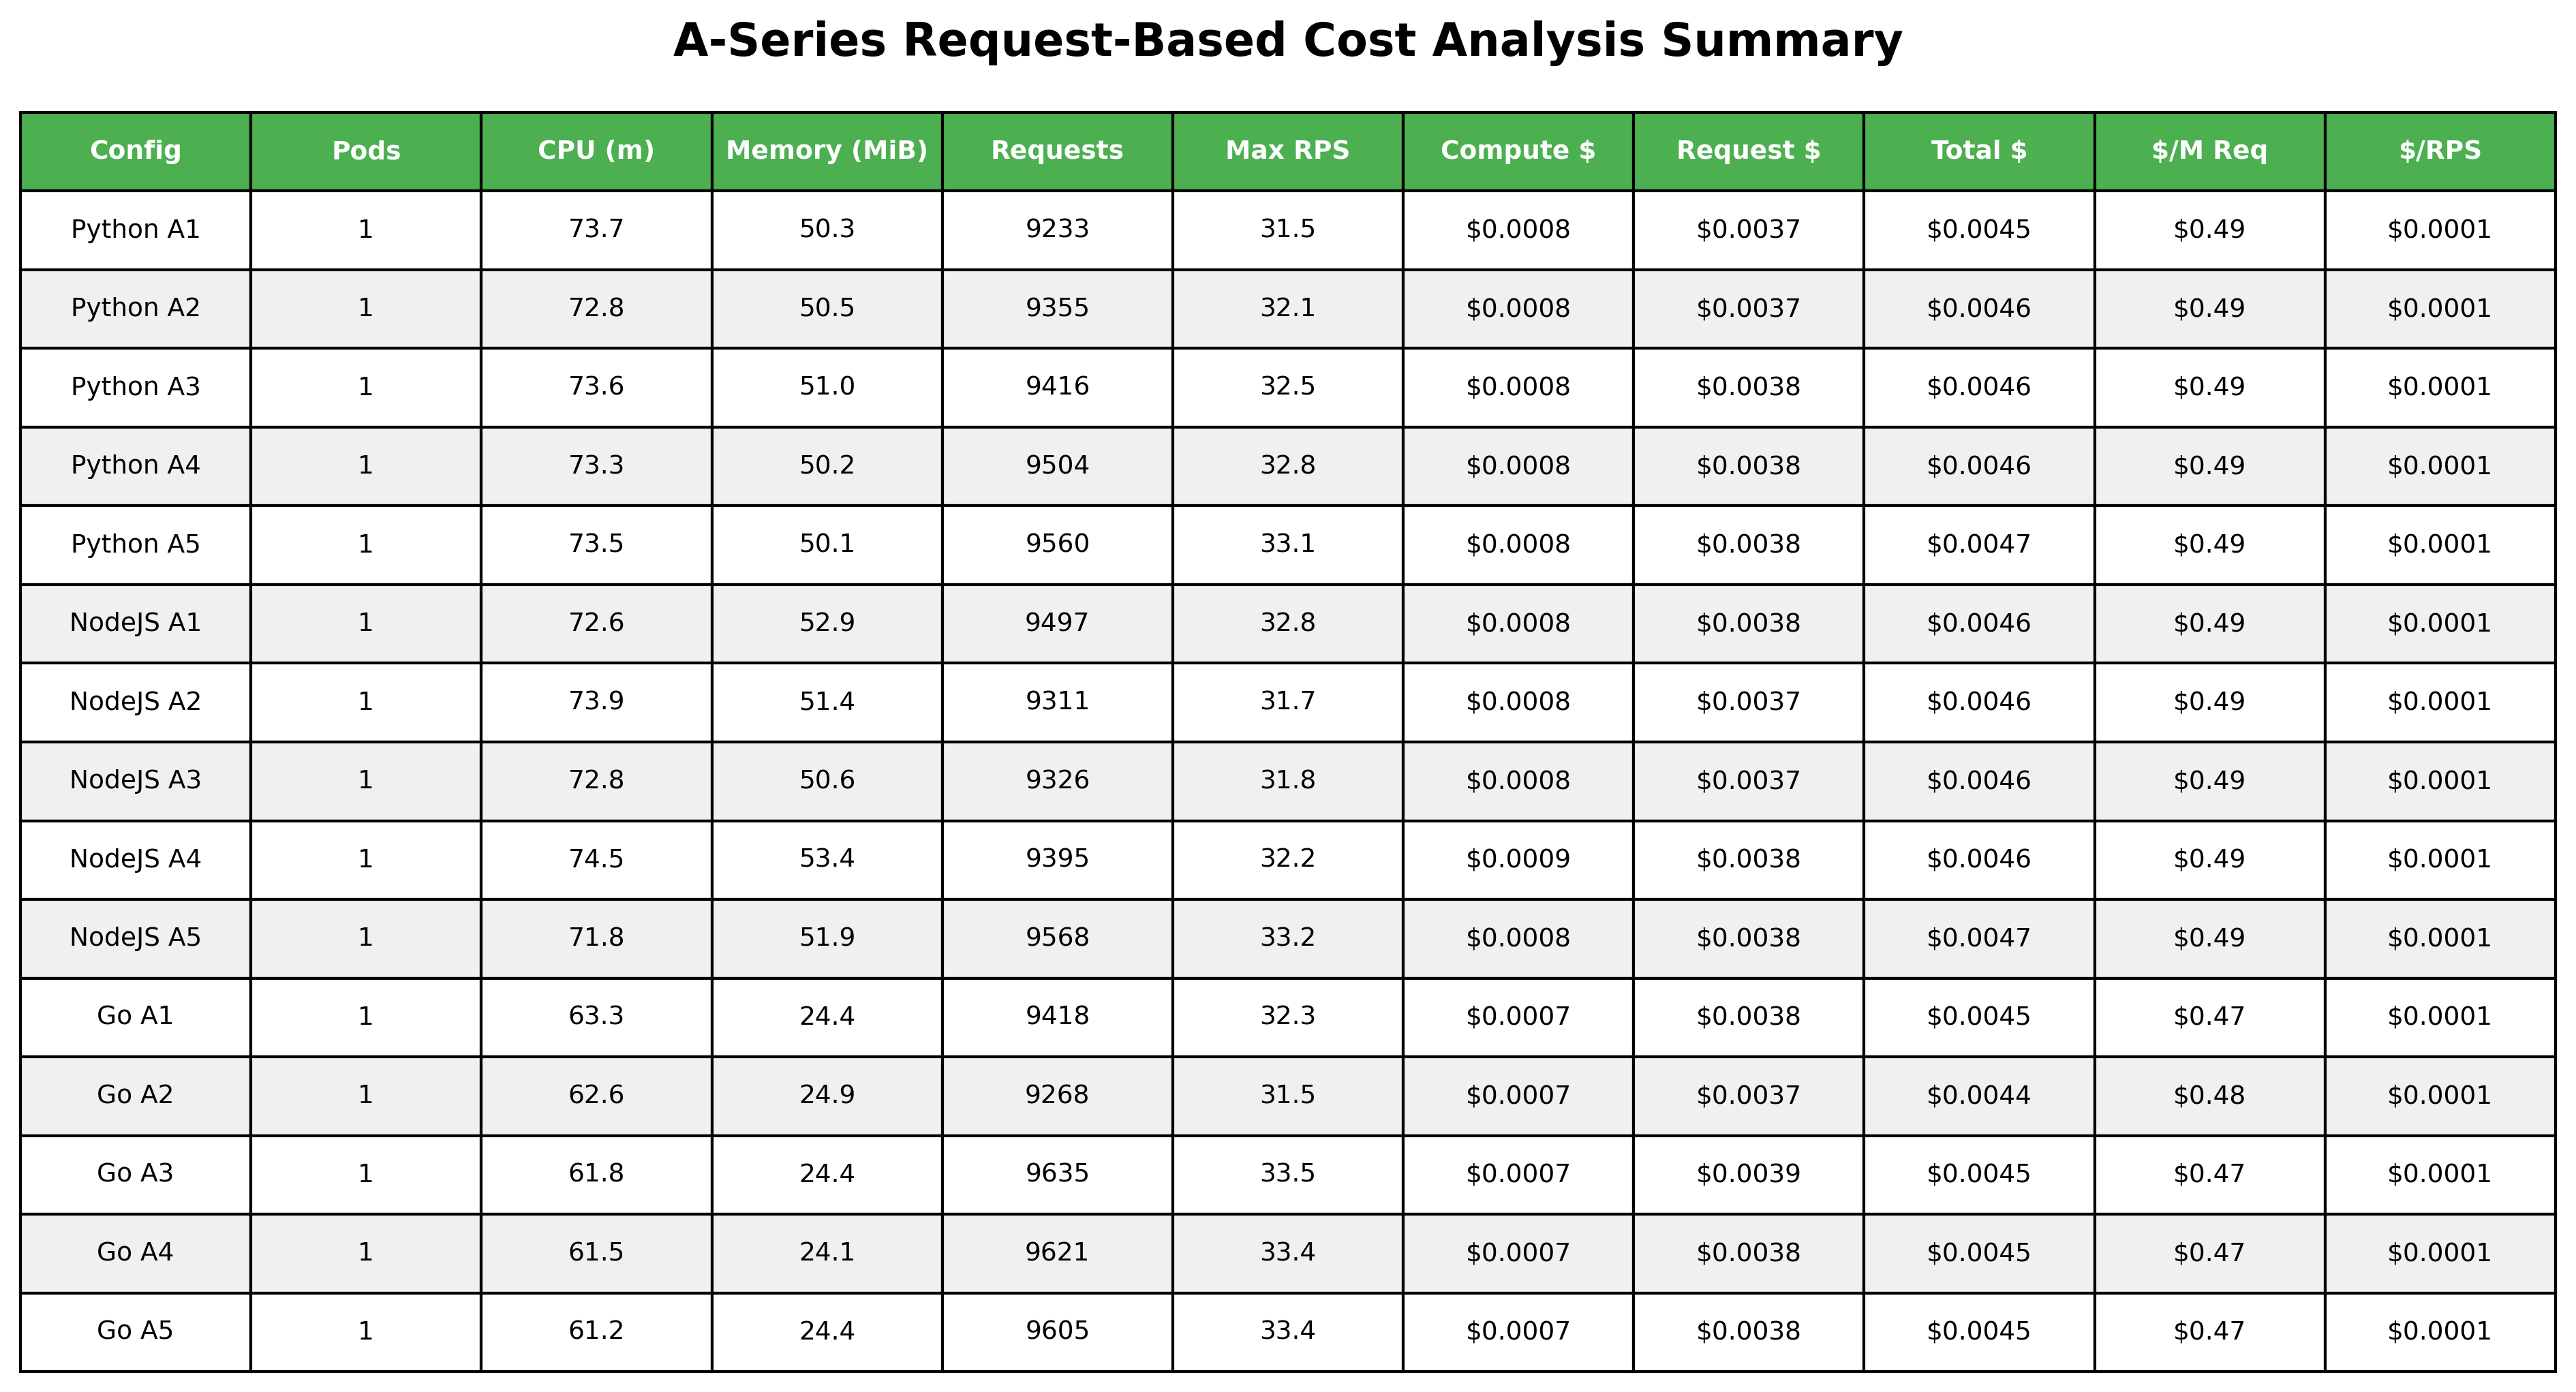 A-Series Request-Based Cost Analysis Summary
Config Pods CPU (m) Memory (MiB) Requests Max RPS Compute $ Request $ Total $ $/M Req $/RPS
Python A1 1 73.7 50.3 9233 31.5 $0.0008 $0.0037 $0.0045 $0.49 $0.0001
Python A2 1 72.8 50.5 9355 32.1 $0.0008 $0.0037 $0.0046 $0.49 $0.0001
Python A3 1 73.6 51.0 9416 32.5 $0.0008 $0.0038 $0.0046 $0.49 $0.0001
Python A4 1 73.3 50.2 9504 32.8 $0.0008 $0.0038 $0.0046 $0.49 $0.0001
Python A5 1 73.5 50.1 9560 33.1 $0.0008 $0.0038 $0.0047 $0.49 $0.0001
NodeJS A1 1 72.6 52.9 9497 32.8 $0.0008 $0.0038 $0.0046 $0.49 $0.0001
NodeJS A2 1 73.9 51.4 9311 31.7 $0.0008 $0.0037 $0.0046 $0.49 $0.0001
NodeJS A3 1 72.8 50.6 9326 31.8 $0.0008 $0.0037 $0.0046 $0.49 $0.0001
NodeJS A4 1 74.5 53.4 9395 32.2 $0.0009 $0.0038 $0.0046 $0.49 $0.0001
NodeJS A5 1 71.8 51.9 9568 33.2 $0.0008 $0.0038 $0.0047 $0.49 $0.0001
Go A1 1 63.3 24.4 9418 32.3 $0.0007 $0.0038 $0.0045 $0.47 $0.0001
Go A2 1 62.6 24.9 9268 31.5 $0.0007 $0.0037 $0.0044 $0.48 $0.0001
Go A3 1 61.8 24.4 9635 33.5 $0.0007 $0.0039 $0.0045 $0.47 $0.0001
Go A4 1 61.5 24.1 9621 33.4 $0.0007 $0.0038 $0.0045 $0.47 $0.0001
Go A5 1 61.2 24.4 9605 33.4 $0.0007 $0.0038 $0.0045 $0.47 $0.0001